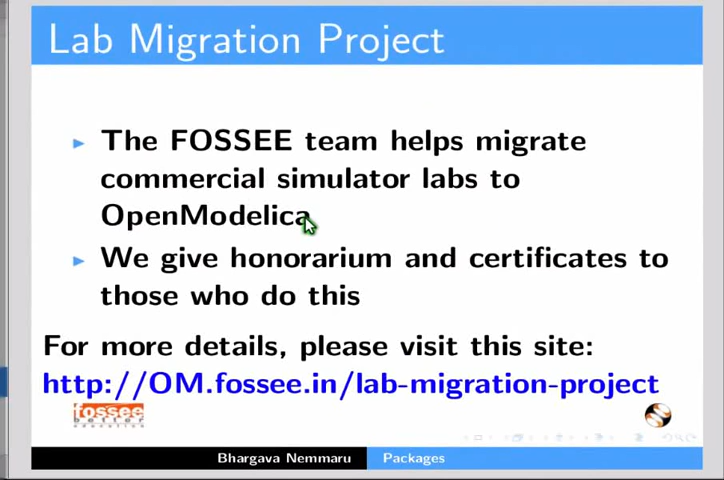 Lab Migration Project
The FOSSEE team helps migrate
commercial simulator labs to
OpenModelica
We give honorarium and certificates to
those who do this
For more details, please visit this site:
http://OM.fossee.in/lab-migration-project
fossee
better
education
Bhargava Nemmaru Packages